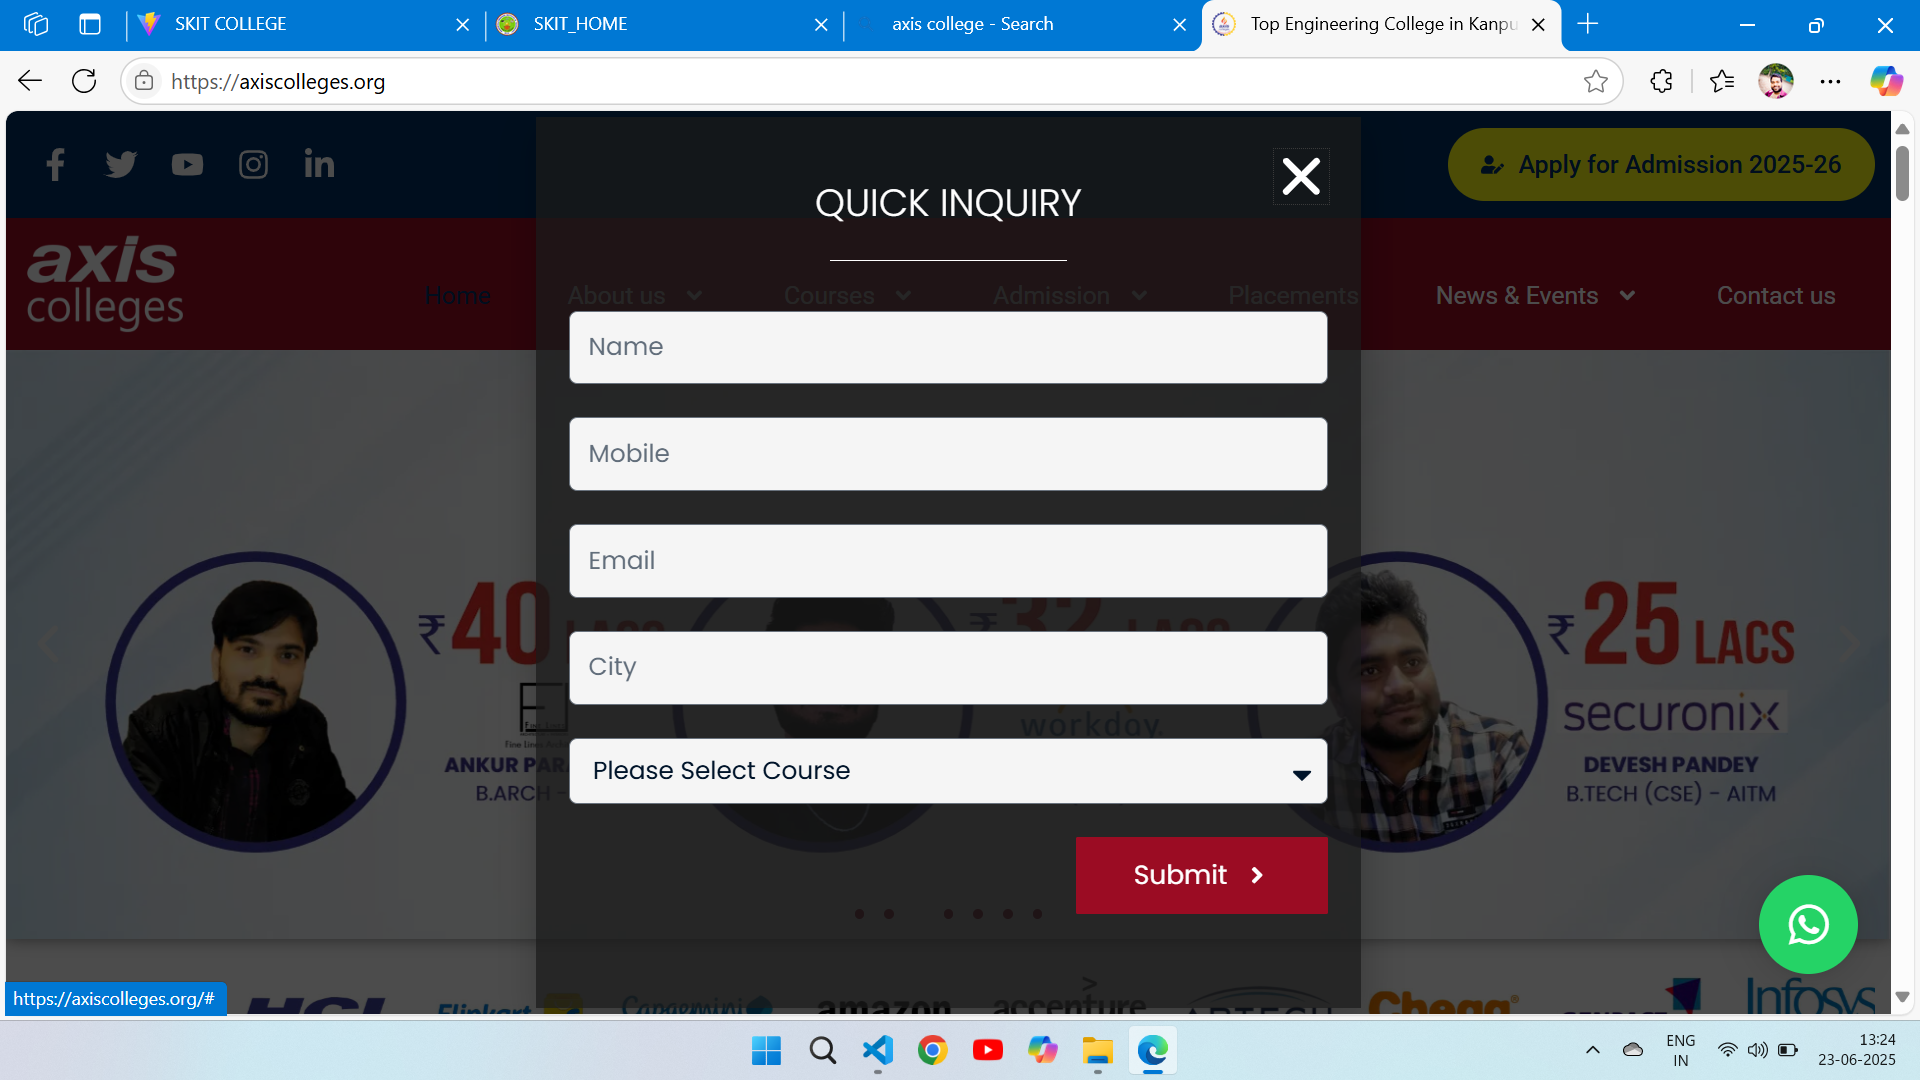 SKIT COLLEGE
SKIT_HOME
axis college - Search
Top Engineering College in Kanpu
https://axiscolleges.org
Apply for Admission 2025-26
QUICK INQUIRY
axis
colleges
Home
About us
Courses
Admission
Placements
News & Events
Contact us
Name
Mobile
Email
City
Please Select Course
Submit
₹40 LACS
ANKUR
B.ARCH -
₹32 LACS
workday.
₹25 LACS
securonix
DEVESH PANDEY
B.TECH (CSE) - AITM
https://axiscolleges.org/#
HCL
Flipkart
Capgemini
amazon
accenture
Chegg
Infosys
ENG
IN
13:24
23-06-2025